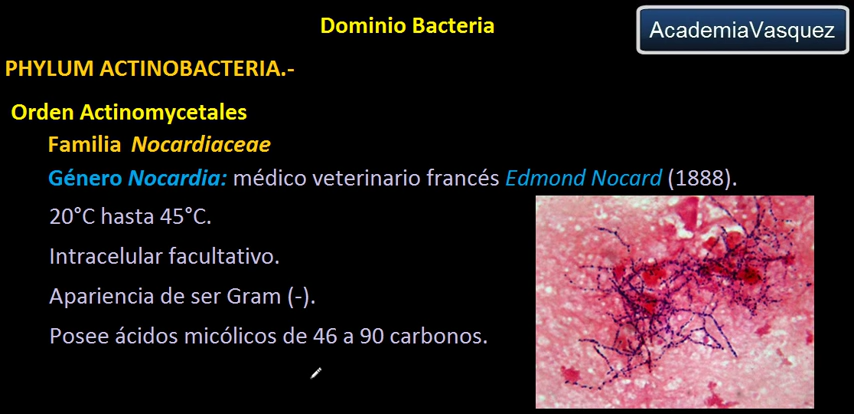 Dominio Bacteria
AcademiaVasquez
PHYLUM ACTINOBACTERIA.-
Orden Actinomycetales
Familia Nocardiaceae
Género Nocardia: médico veterinario francés Edmond Nocard (1888).
20°C hasta 45°C.
Intracelular facultativo.
Apariencia de ser Gram (-).
Posee ácidos micólicos de 46 a 90 carbonos.